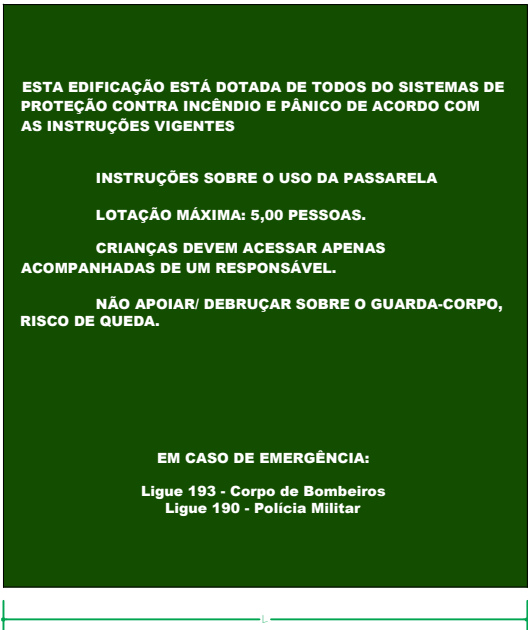 ESTA EDIFICAÇÃO ESTÁ DOTADA DE TODOS DO SISTEMAS DE
PROTEÇÃO CONTRA INCÊNDIO E PÂNICO DE ACORDO COM
AS INSTRUÇÕES VIGENTES
INSTRUÇÕES SOBRE O USO DA PASSARELA
LOTAÇÃO MÁXIMA: 5,00 PESSOAS.
CRIANÇAS DEVEM ACESSAR APENAS
ACOMPANHADAS DE UM RESPONSÁVEL.
NÃO APOIAR/ DEBRUÇAR SOBRE O GUARDA-CORPO,
RISCO DE QUEDA.
EM CASO DE EMERGÊNCIA:
Ligue 193 - Corpo de Bombeiros
Ligue 190 - Polícia Militar
L